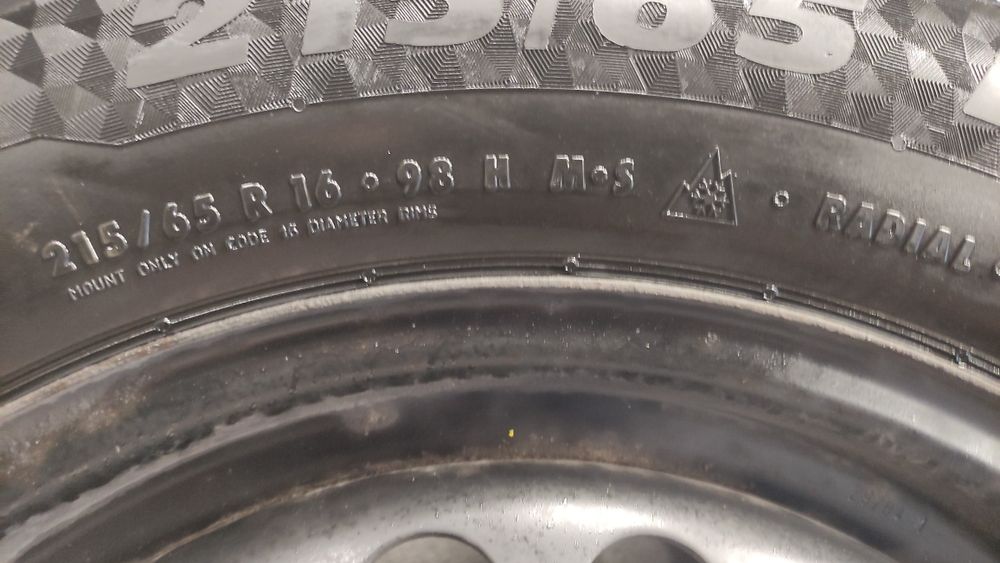 215/65
215/65 R 16 ∘ 98 H M•S ∘ RADIAL
MOUNT ONLY ON CODE 16 DIAMETER RIMS